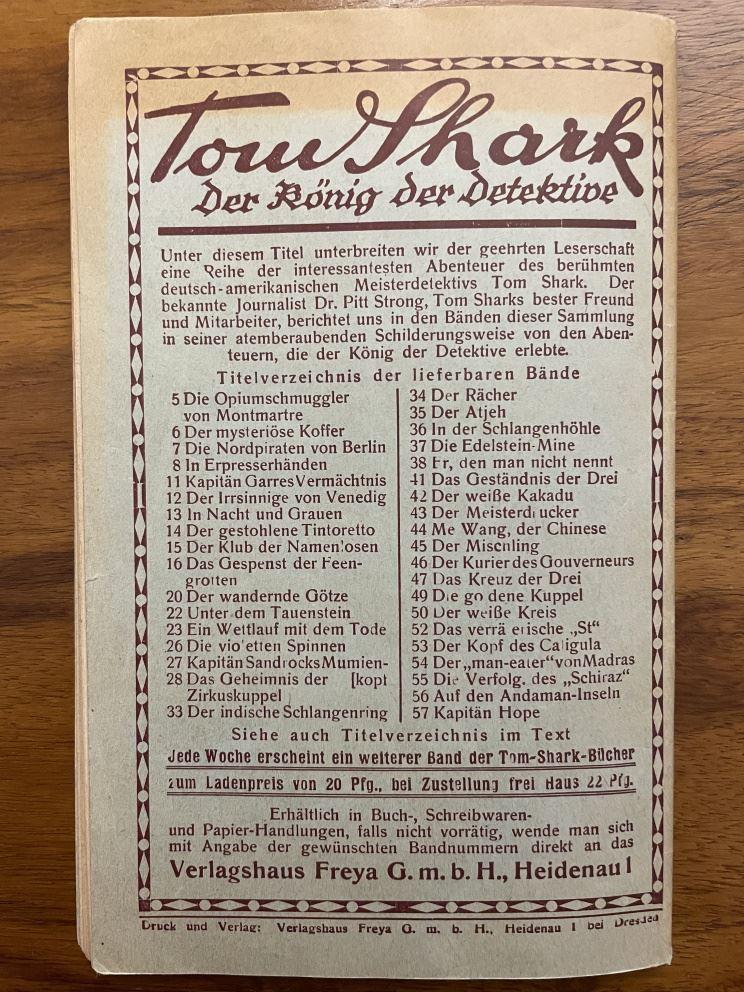 Tom Shark
Der König der Detektive
Unter diesem Titel unterbreiten wir der geehrten Leserschaft
eine Reihe der interessantesten Abenteuer des berühmten
deutsch-amerikanischen Meisterdetektivs Tom Shark. Der
bekannte Journalist Dr. Pitt Strong, Tom Sharks bester Freund
und Mitarbeiter, berichtet uns in den Bänden dieser Sammlung
in seiner atemberaubenden Schilderungsweise von den Aben-
teuern, die der König der Detektive erlebte.
Titelverzeichnis der lieferbaren Bände
5 Die Opiumschmuggler
von Montmartre
6 Der mysteriöse Koffer
7 Die Nordpiraten von Berlin
8 In Erpresserhänden
11 Kapitän Garres Vermächtnis
12 Der Irrsinnige von Venedig
13 In Nacht und Grauen
14 Der gestohlene Tintoretto
15 Der Klub der Namenlosen
16 Das Gespenst der Feen-
grotten
20 Der wandernde Götze
22 Unter dem Tauenstein
23 Ein Wettlauf mit dem Tode
26 Die violetten Spinnen
27 Kapitän Sandrocks Mumien-
28 Das Geheimnis der [kopf
Zirkuskuppel
33 Der indische Schlangenring
34 Der Rächer
35 Der Atjeh
36 In der Schlangenhöhle
37 Die Edelstein-Mine
38 Er, den man nicht nennt
41 Das Geständnis der Drei
42 Der weiße Kakadu
43 Der Meisterdrucker
44 Me Wang, der Chinese
45 Der Mischling
46 Der Kurier des Gouverneurs
47 Das Kreuz der Drei
49 Die goldene Kuppel
50 Der weiße Kreis
52 Das verräterische „St"
53 Der Kopf des Caligula
54 Der „man-eater" von Madras
55 Die Verfolg. des „Schiraz"
56 Auf den Andaman-Inseln
57 Kapitän Hope
Siehe auch Titelverzeichnis im Text
Jede Woche erscheint ein weiterer Band der Tom-Shark-Bücher
zum Ladenpreis von 20 Pfg., bei Zustellung frei Haus 22 Pfg.
Erhältlich in Buch-, Schreibwaren-
und Papier-Handlungen, falls nicht vorrätig, wende man sich
mit Angabe der gewünschten Bandnummern direkt an das
Verlagshaus Freya G. m. b. H., Heidenau 1
Druck und Verlag: Verlagshaus Freya G. m. b. H., Heidenau 1 bei Dresden